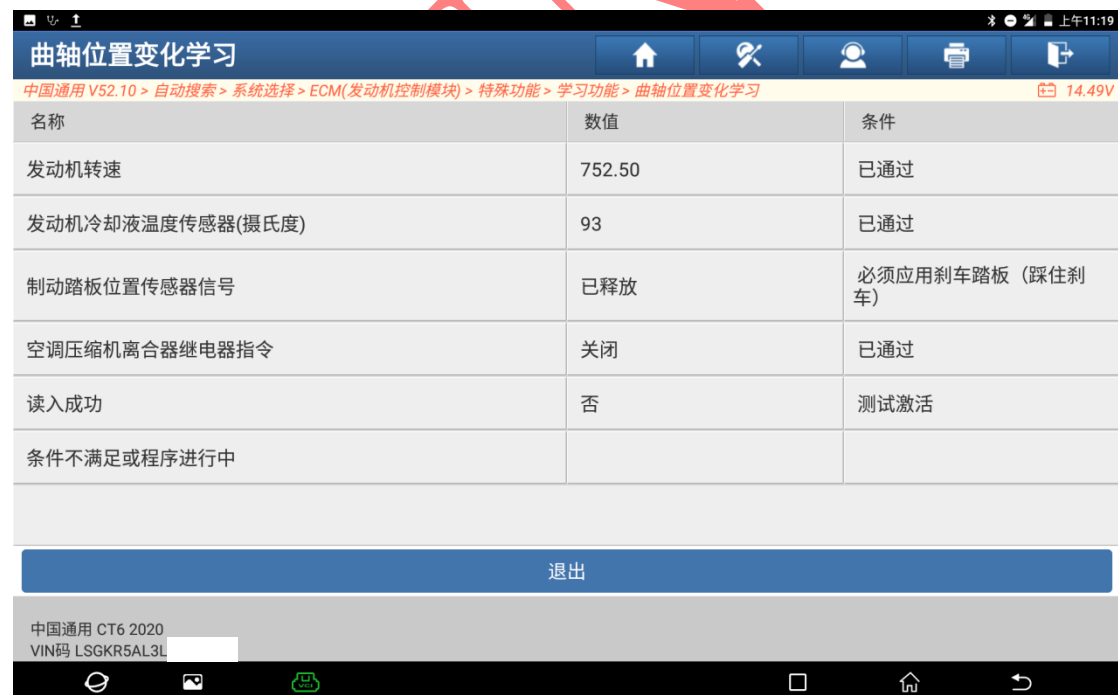 上午11:19
曲轴位置变化学习
中国通用 V52.10 > 自动搜索 > 系统选择 > ECM(发动机控制模块) > 特殊功能 > 学习功能 > 曲轴位置变化学习 14.49V
名称 数值 条件
发动机转速 752.50 已通过
发动机冷却液温度传感器(摄氏度) 93 已通过
制动踏板位置传感器信号 已释放 必须应用刹车踏板（踩住刹
车）
空调压缩机离合器继电器指令 关闭 已通过
读入成功 否 测试激活
条件不满足或程序进行中
退出
中国通用 CT6 2020
VIN码 LSGKR5AL3L
VCI